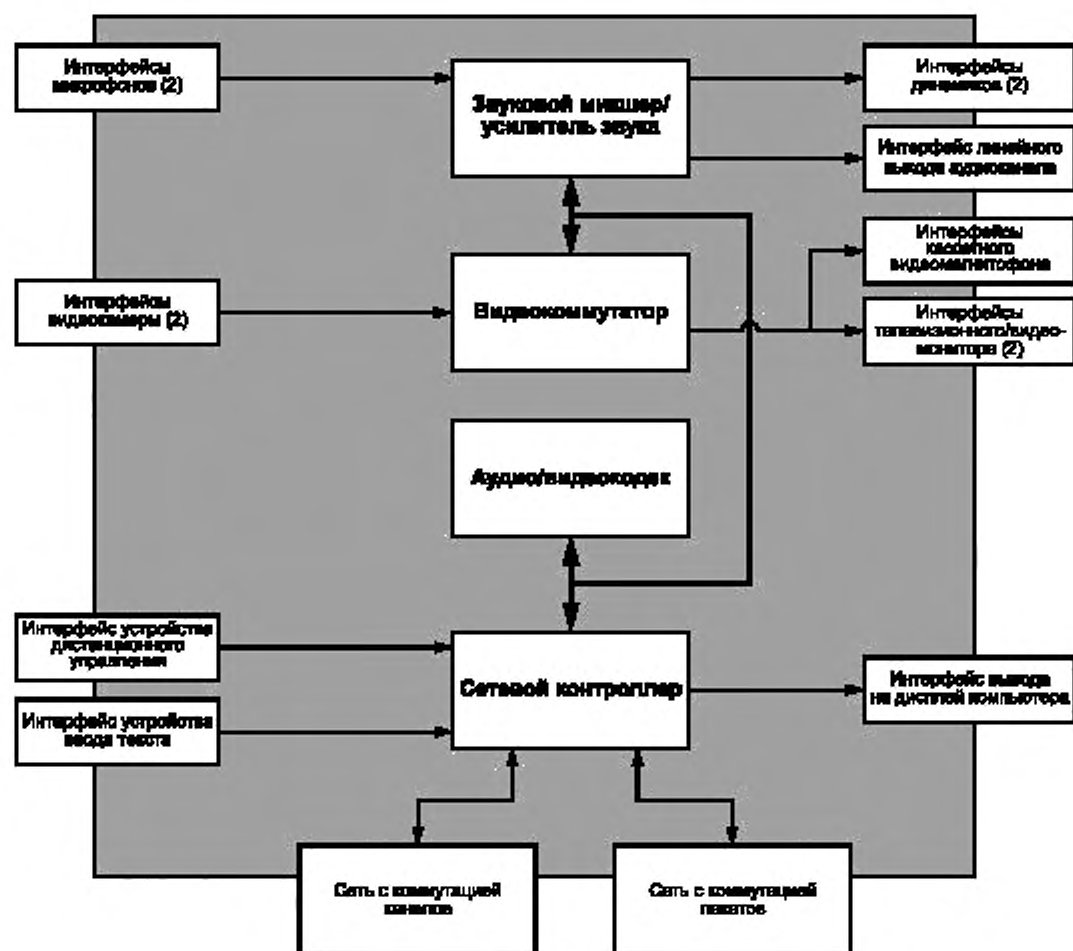 Интерфейсы
микрофонов (2)
Звуковой микшер/
усилитель звука
Интерфейсы
динамиков (2)
Интерфейс линейного
выхода аудиоканала
Интерфейсы
кассетного
видеомагнитофона
Интерфейсы
видеокамеры (2)
Видеокоммутатор
Интерфейсы
телевизионного/видео-
монитора (2)
Аудио/видеокодек
Интерфейс устройства
дистанционного
управления
Сетевой контроллер
Интерфейс вывода
на дисплей компьютера
Интерфейс устройства
ввода текста
Сеть с коммутацией
каналов
Сеть с коммутацией
пакетов